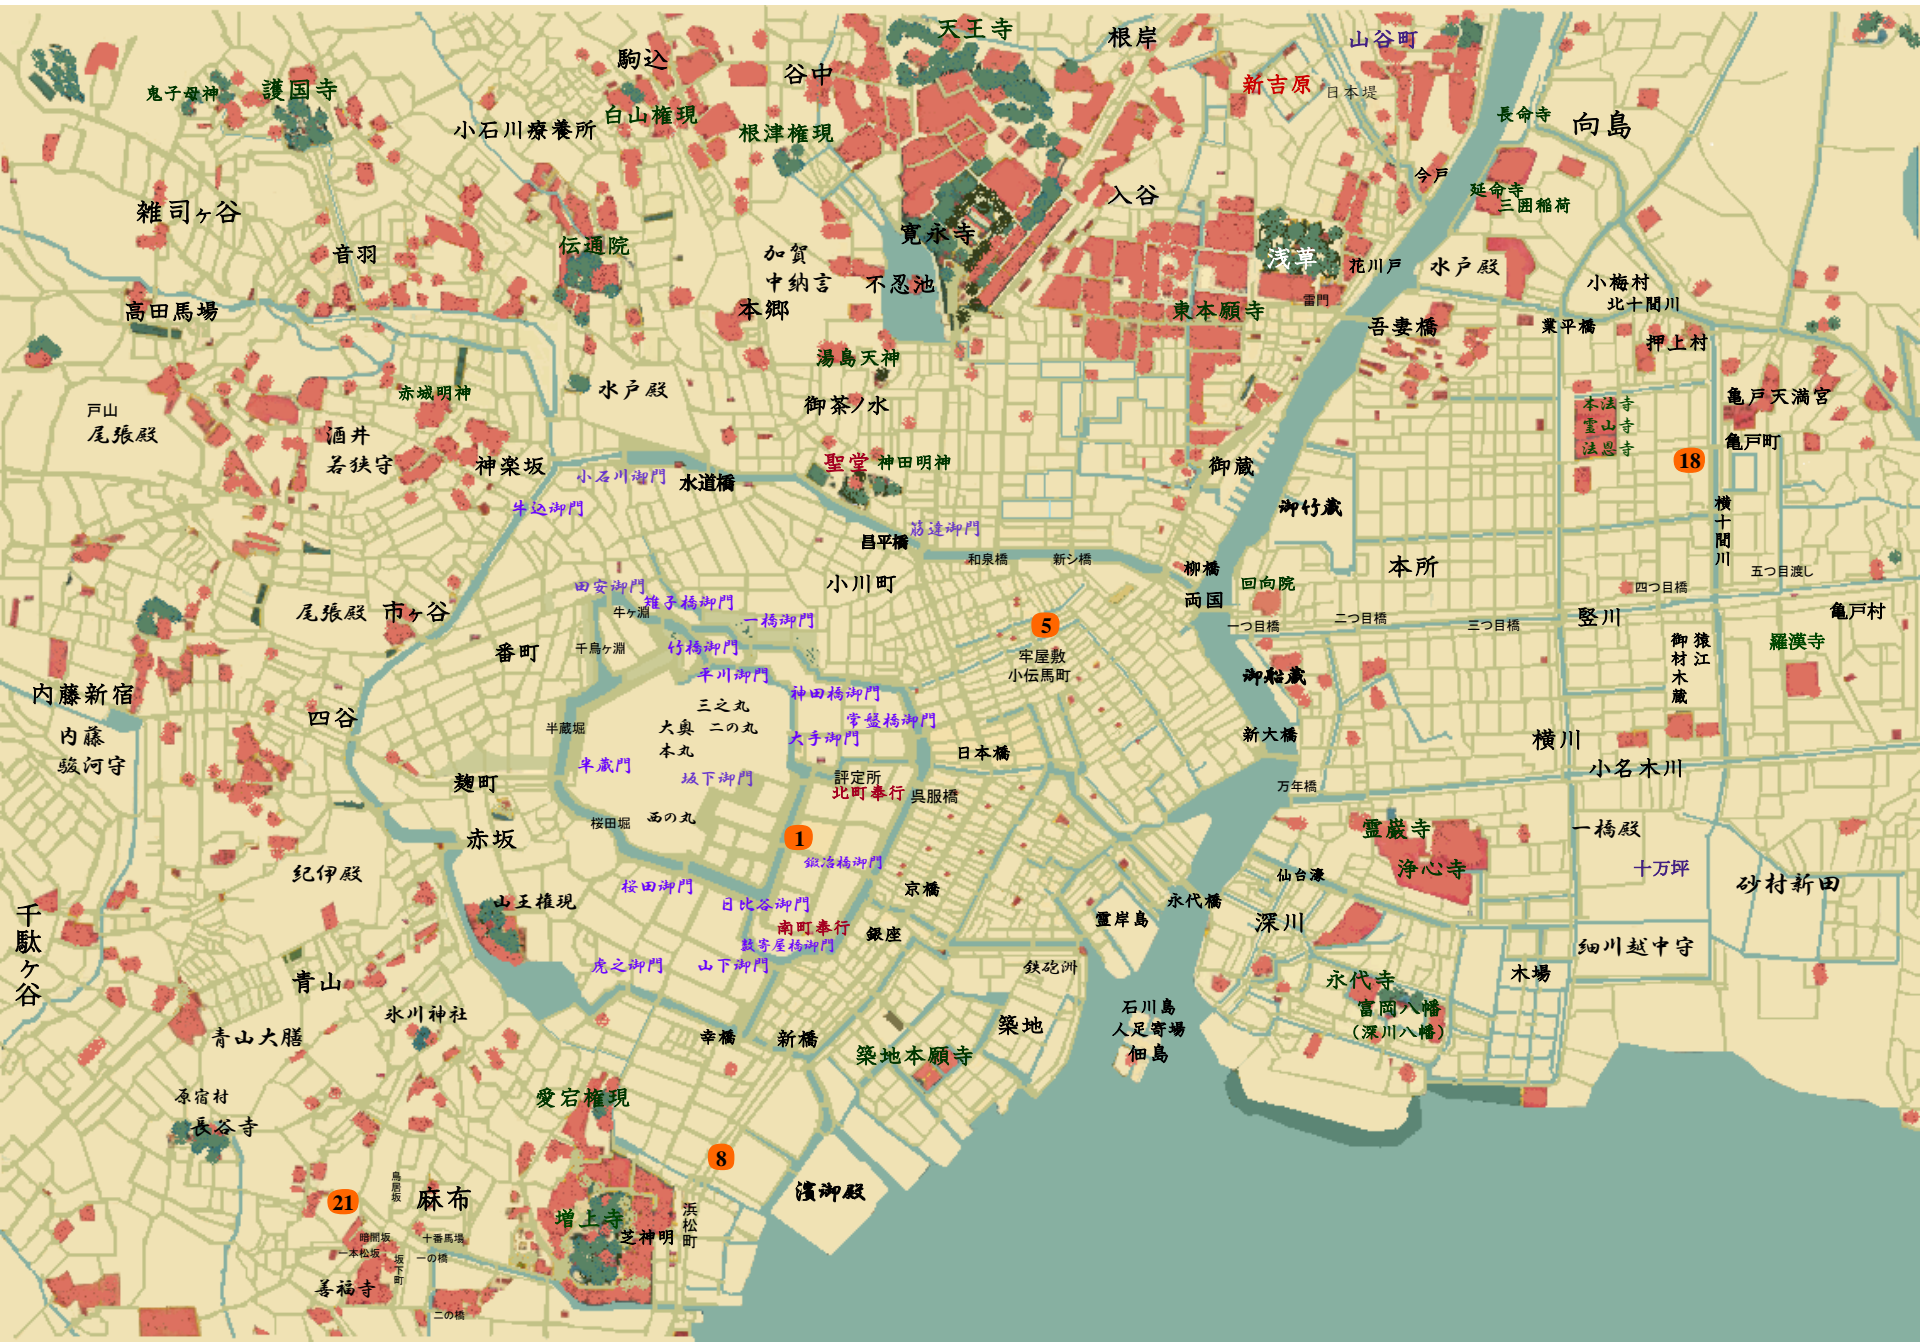 天王寺
根岸
山谷町
駒込
谷中
新吉原
日本堤
鬼子母神
護国寺
白山権現
小石川療養所
根津権現
長命寺
向島
今戸
入谷
延命寺
三囲稲荷
雑司ヶ谷
音羽
伝通院
寛永寺
浅草
花川戸
水戸殿
加賀
中納言
不忍池
本郷
小梅村
北十間川
高田馬場
東本願寺
雷門
吾妻橋
業平橋
押上村
湯島天神
水戸殿
赤城明神
御茶ノ水
戸山
尾張殿
酒井
若狭守
本法寺
霊山寺
法恩寺
亀戸天満宮
亀戸町
18
神楽坂
小石川御門
水道橋
聖堂
神田明神
御蔵
牛込御門
御竹蔵
横十間川
筋違御門
昌平橋
和泉橋
新シ橋
柳橋
両国
回向院
本所
四つ目橋
五つ目渡し
小川町
田安御門
雉子橋御門
牛ヶ淵
一橋御門
5
一つ目橋
二つ目橋
三つ目橋
竪川
亀戸村
尾張殿
市ヶ谷
番町
千鳥ヶ淵
竹橋御門
平川御門
牢屋敷
小伝馬町
御船蔵
猿江
御材木蔵
羅漢寺
内藤新宿
内藤
駿河守
四谷
半蔵堀
三之丸
大奥
二の丸
本丸
神田橋御門
常盤橋御門
大手御門
日本橋
新大橋
横川
半蔵門
坂下御門
評定所
北町奉行
呉服橋
小名木川
万年橋
麹町
桜田堀
西の丸
1
鍛冶橋御門
霊巌寺
浄心寺
一橋殿
十万坪
砂村新田
赤坂
紀伊殿
山王権現
桜田御門
日比谷御門
南町奉行
数寄屋橋御門
京橋
銀座
霊岸島
永代橋
仙台濠
深川
細川越中守
千駄ヶ谷
青山
虎之御門
山下御門
鉄砲洲
永代寺
富岡八幡
(深川八幡)
木場
氷川神社
青山大膳
幸橋
新橋
築地
築地本願寺
石川島
人足寄場
佃島
原宿村
長谷寺
愛宕権現
8
21
鳥居坂
麻布
濱御殿
増上寺
芝神明
浜松町
暗闇坂
一本松坂
坂下町
十番馬場
一の橋
善福寺
二の橋